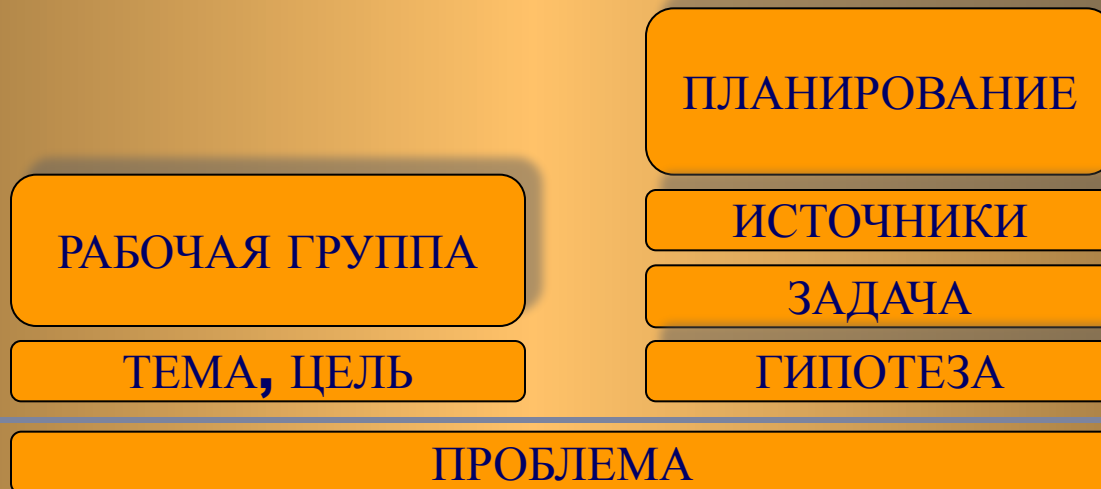 ПЛАНИРОВАНИЕ
РАБОЧАЯ ГРУППА
ИСТОЧНИКИ
ЗАДАЧА
ТЕМА, ЦЕЛЬ
ГИПОТЕЗА
ПРОБЛЕМА